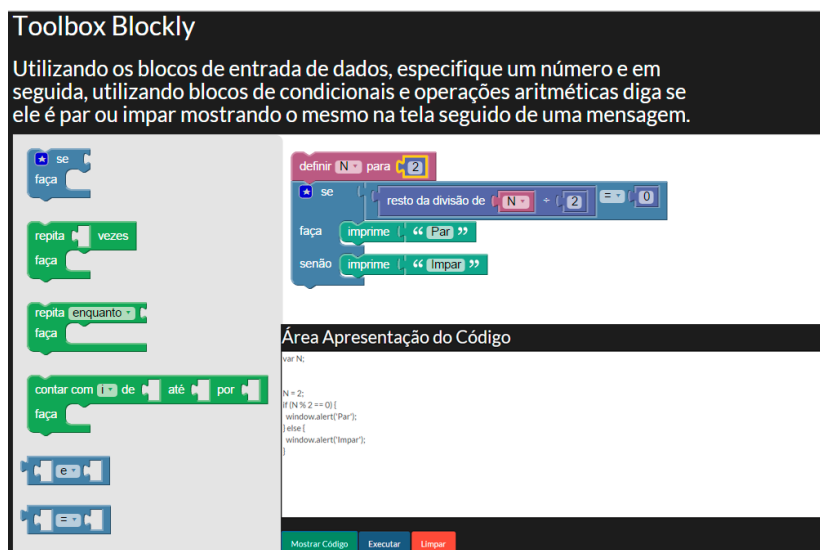 Toolbox Blockly
Utilizando os blocos de entrada de dados, especifique um número e em
seguida, utilizando blocos de condicionais e operações aritméticas diga se
ele é par ou impar mostrando o mesmo na tela seguido de uma mensagem.
se
faça
repita vezes
faça
repita enquanto
faça
contar com i de até por
faça
e
=
definir N para 2
se resto da divisão de N ÷ 2 = 0
faça imprime “ Par ”
senão imprime “ Impar ”
Área Apresentação do Código
var N;
N = 2;
if (N % 2 == 0) {
window.alert('Par');
} else {
window.alert('Impar');
}
Mostrar Código Executar Limpar